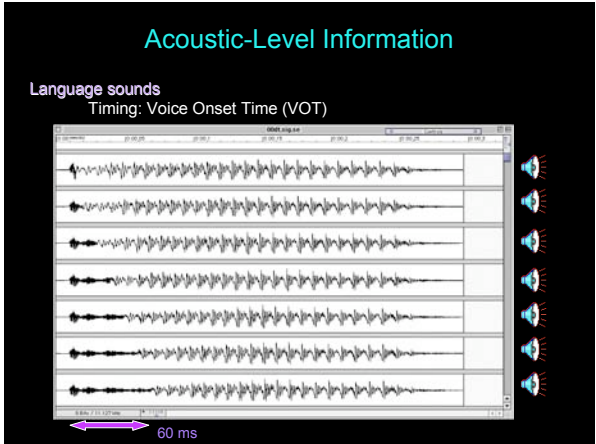 Acoustic-Level Information
Language sounds
Timing: Voice Onset Time (VOT)
60 ms